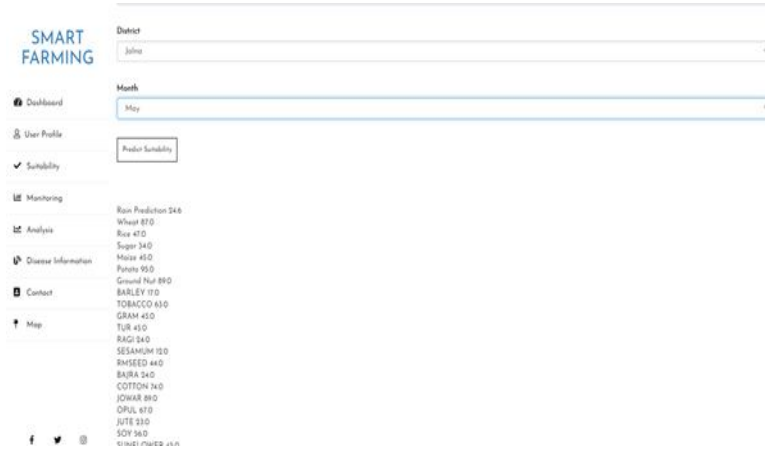 SMART
FARMING
Dashboard
User Profile
Suitability
Monitoring
Analysis
Disease Information
Contact
Map
District
Jalna
Month
May
Predict Suitability
Rain Prediction 24.6
Wheat 87.0
Rice 47.0
Sugar 34.0
Maize 45.0
Potato 95.0
Ground Nut 89.0
BARLEY 17.0
TOBACCO 63.0
GRAM 45.0
TUR 45.0
RAGI 24.0
SESAMUM 12.0
RMSEED 44.0
BAJRA 24.0
COTTON 74.0
JOWAR 89.0
OPUL 67.0
JUTE 23.0
SOY 56.0
SUNFLOWER